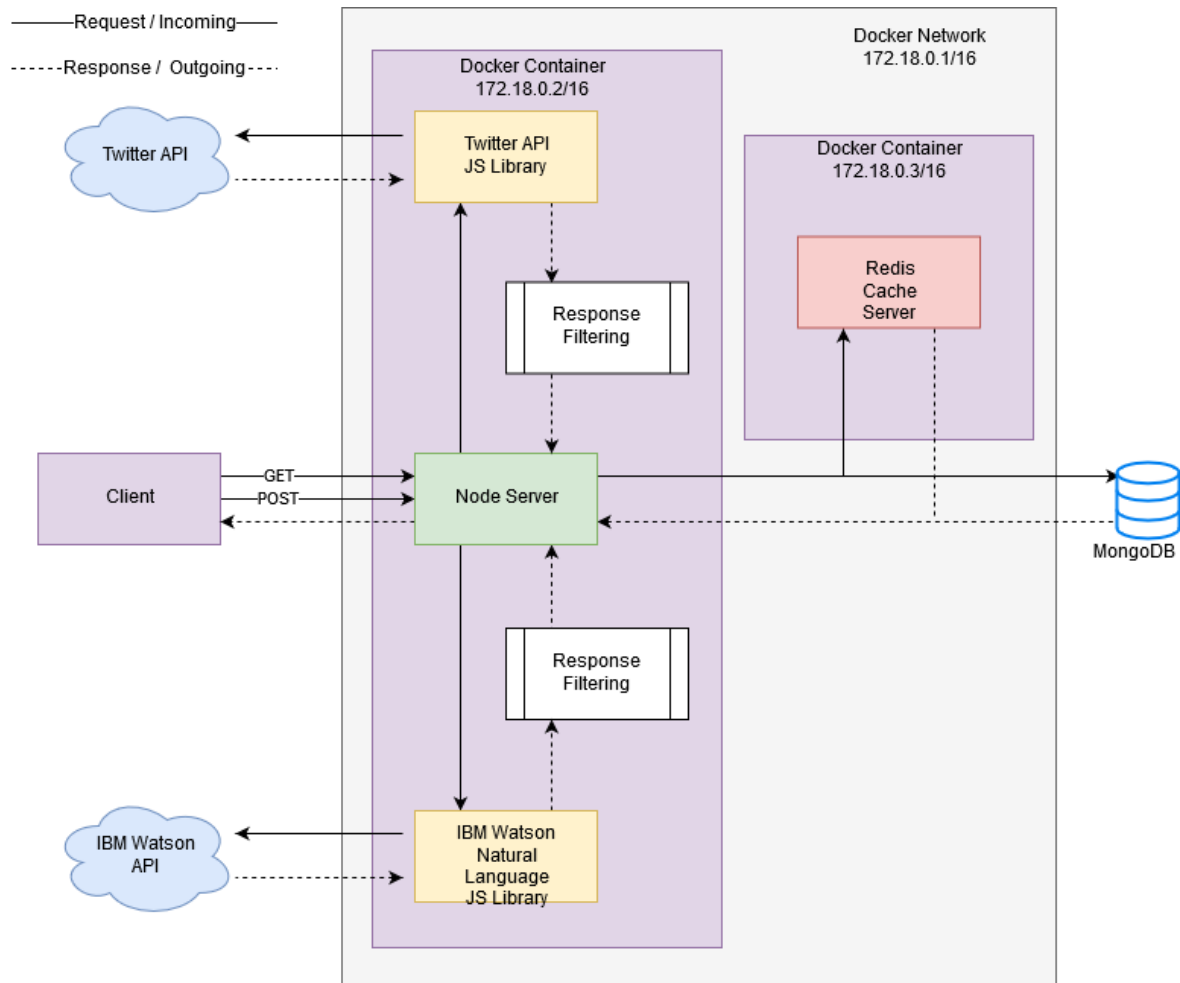 Request / Incoming
Response / Outgoing
Docker Network
172.18.0.1/16
Docker Container
172.18.0.2/16
Twitter API
Twitter API
JS Library
Docker Container
172.18.0.3/16
Redis
Cache
Server
Response
Filtering
Client
GET
POST
Node Server
MongoDB
Response
Filtering
IBM Watson
API
IBM Watson
Natural
Language
JS Library